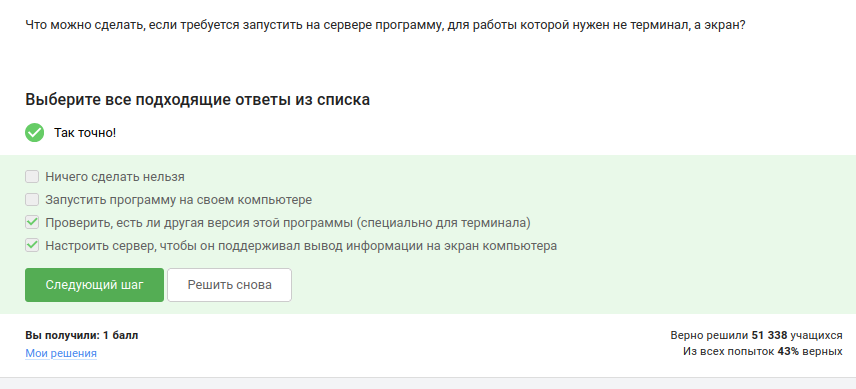 Что можно сделать, если требуется запустить на сервере программу, для работы которой нужен не терминал, а экран?
Выберите все подходящие ответы из списка
Так точно!
Ничего сделать нельзя
Запустить программу на своем компьютере
Проверить, есть ли другая версия этой программы (специально для терминала)
Настроить сервер, чтобы он поддерживал вывод информации на экран компьютера
Следующий шаг
Решить снова
Вы получили: 1 балл
Мои решения
Верно решили 51 338 учащихся
Из всех попыток 43% верных